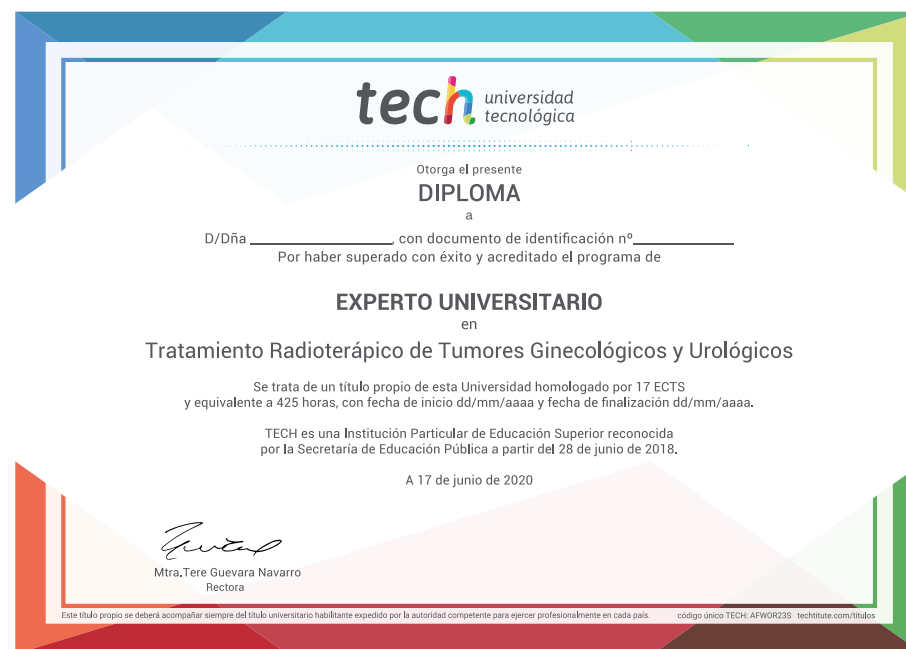 tech universidad
tecnológica
Otorga el presente
DIPLOMA
a
D/Dña ______________, con documento de identificación nº__________
Por haber superado con éxito y acreditado el programa de
EXPERTO UNIVERSITARIO
en
Tratamiento Radioterápico de Tumores Ginecológicos y Urológicos
Se trata de un título propio de esta Universidad homologado por 17 ECTS
y equivalente a 425 horas, con fecha de inicio dd/mm/aaaa y fecha de finalización dd/mm/aaaa.
TECH es una Institución Particular de Educación Superior reconocida
por la Secretaría de Educación Pública a partir del 28 de junio de 2018.
A 17 de junio de 2020
Mtra.Tere Guevara Navarro
Rectora
Este título propio se deberá acompañar siempre del título universitario habilitante expedido por la autoridad competente para ejercer profesionalmente en cada país. código único TECH: AFWOR23S techtitute.com/titulos